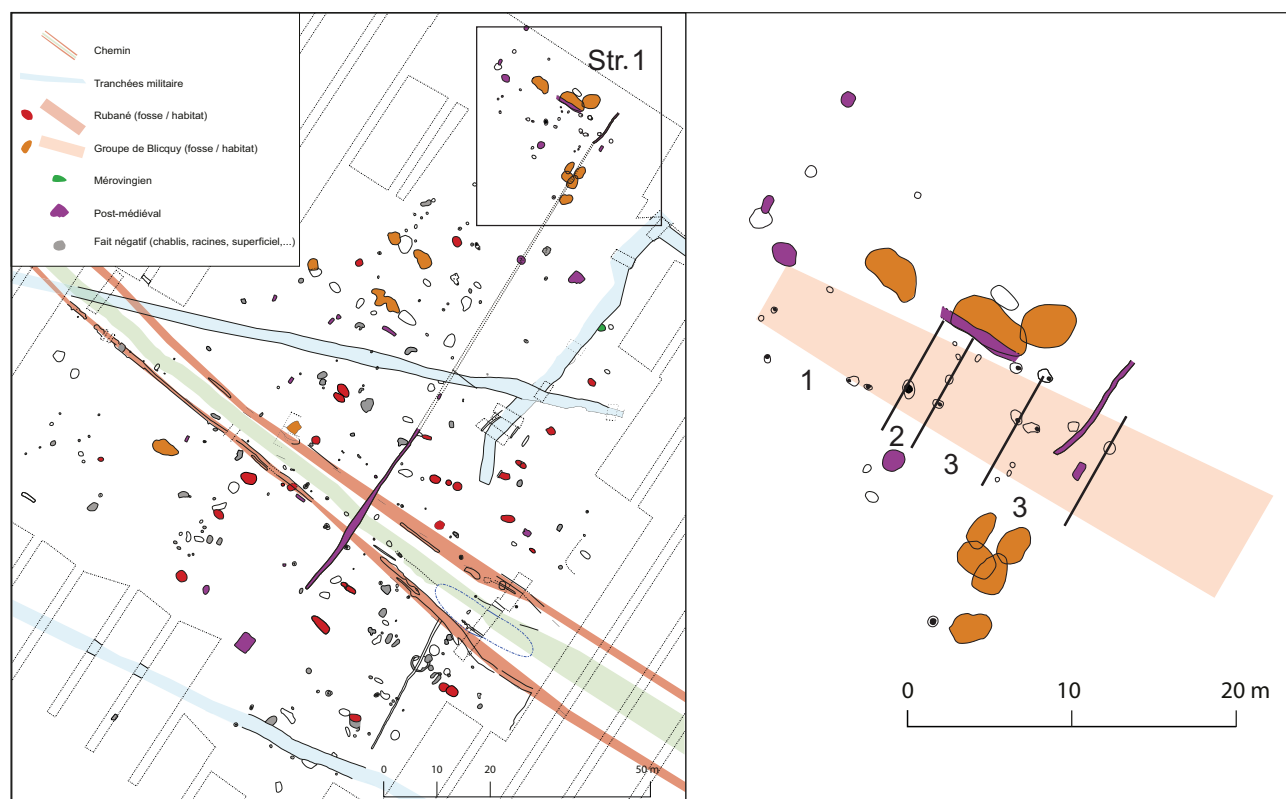 Chemin
Tranchées militaire
Rubané (fosse / habitat)
Groupe de Blicquy (fosse / habitat)
Mérovingien
Post-médiéval
Fait négatif (chablis, racines, superficiel,...)
Str.1
0 10 20 50 m
1
2
3
3
0 10 20 m